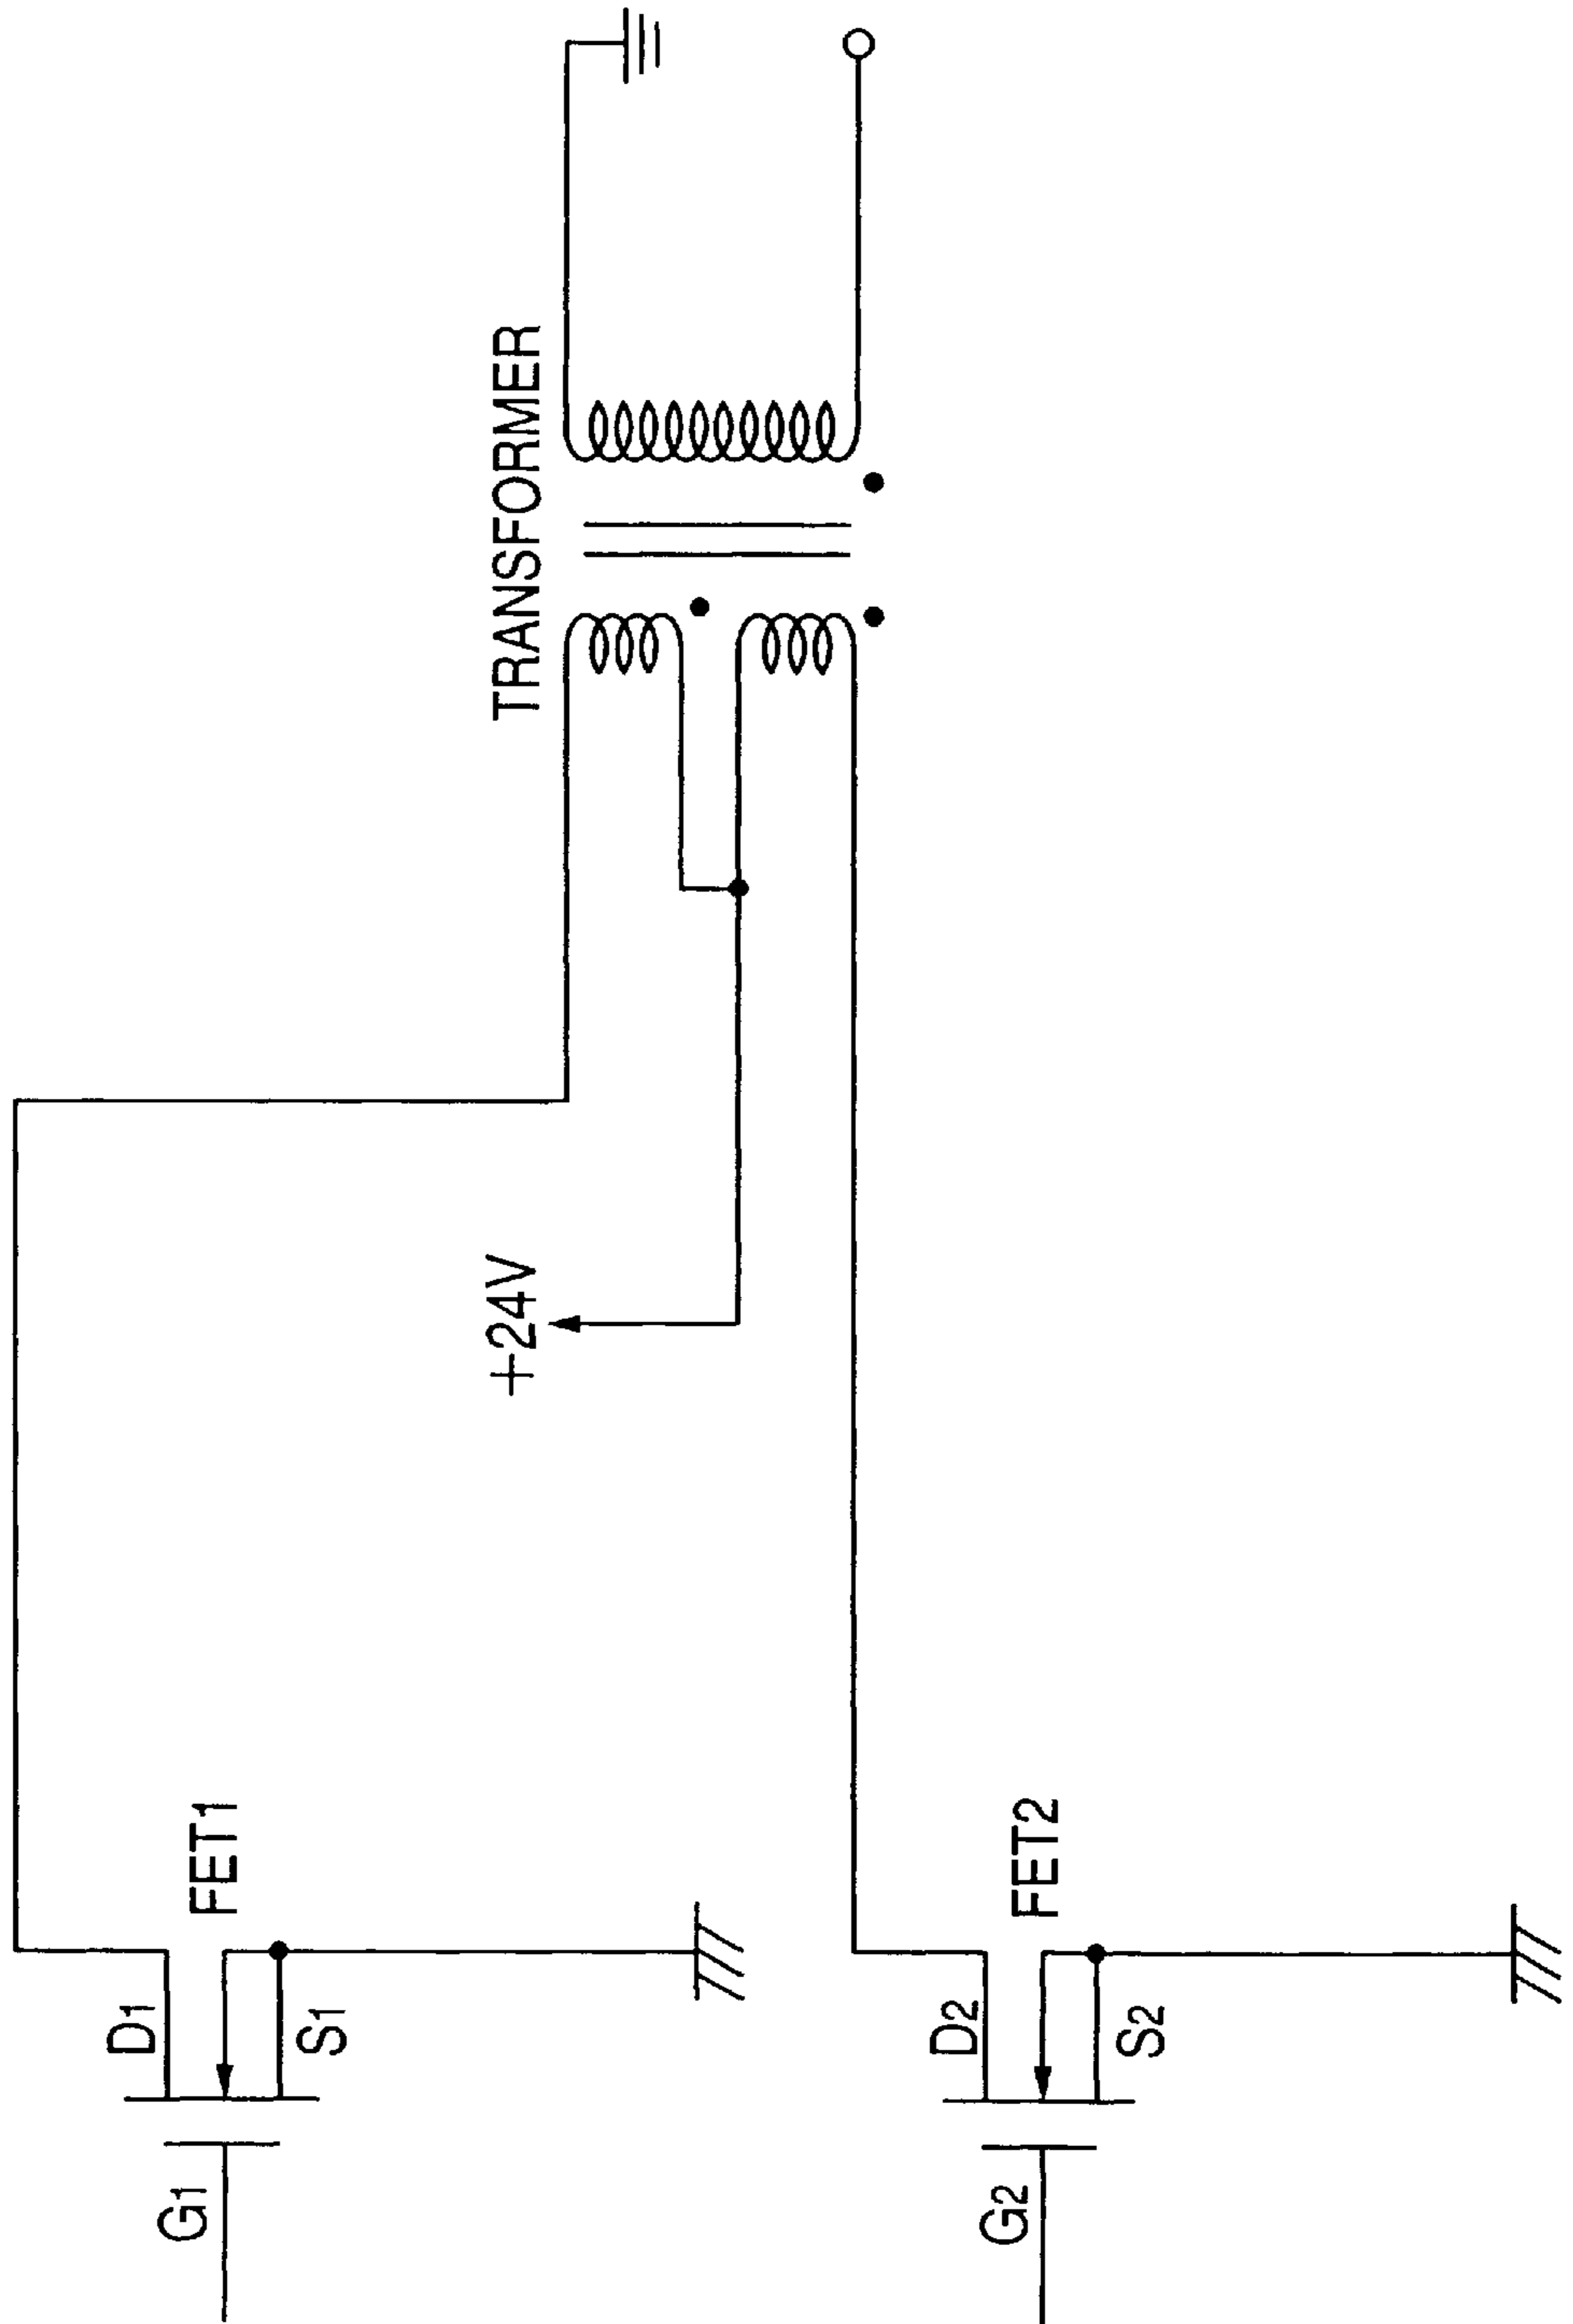 TRANSFORMER
+24V
FET1
D1
S1
G1
FET2
D2
S2
G2